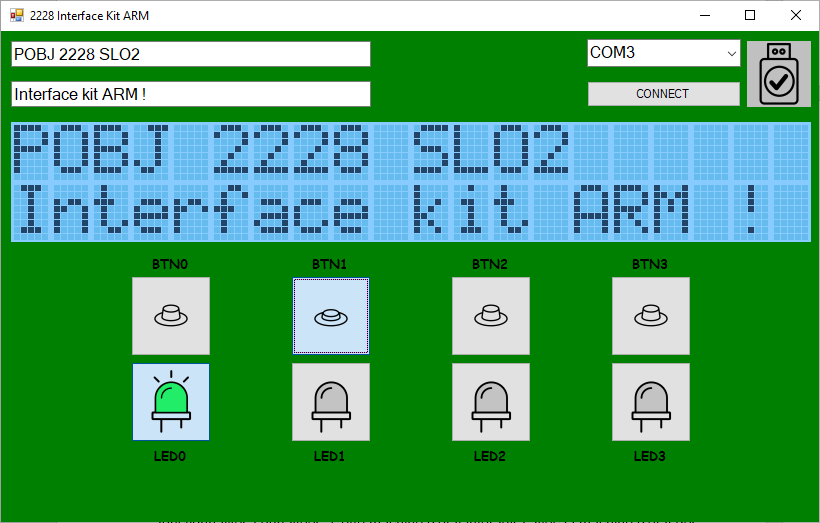 2228 Interface Kit ARM
POBJ 2228 SLO2
COM3
Interface kit ARM !
CONNECT
POBJ 2228 SLO2
Interface kit ARM !
BTN0 BTN1 BTN2 BTN3
LED0 LED1 LED2 LED3